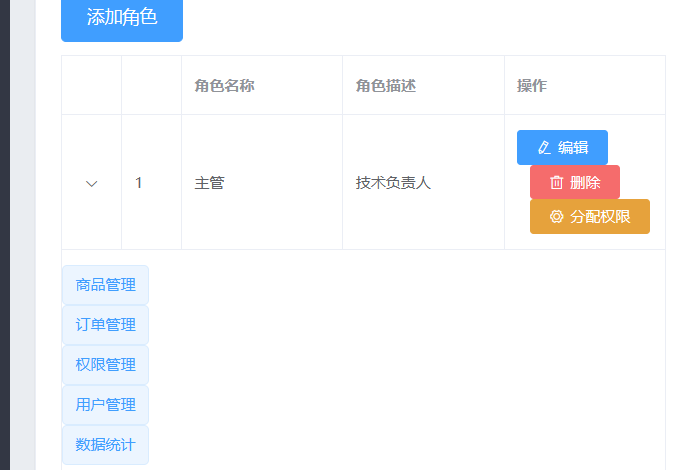 添加角色
角色名称 角色描述 操作
编辑
1 主管 技术负责人 删除
分配权限
商品管理
订单管理
权限管理
用户管理
数据统计